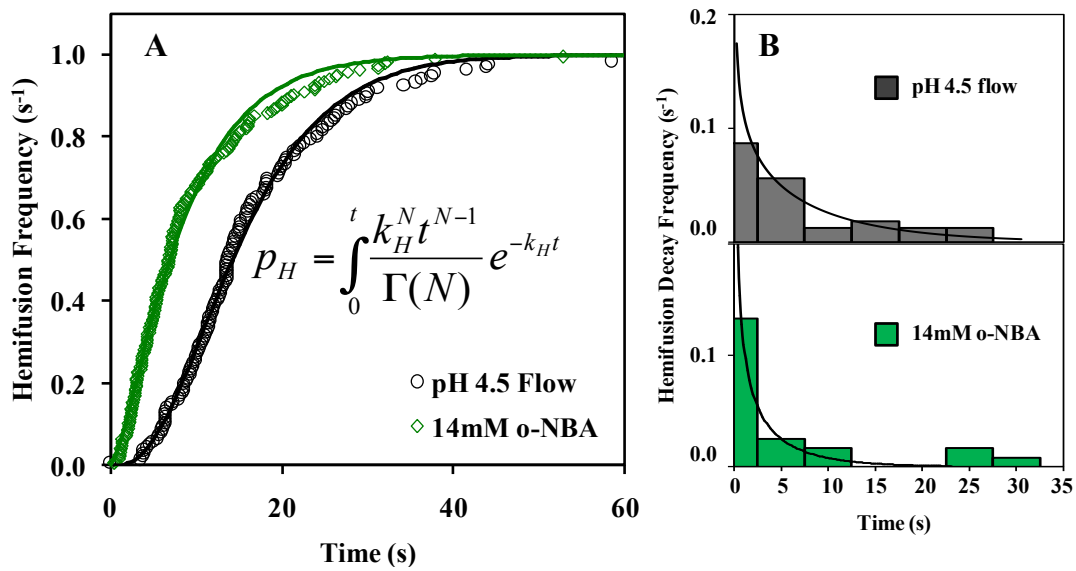 A
Hemifusion Frequency (s⁻¹)
1.0
0.8
0.6
0.4
0.2
0.0
p_H = ∫₀ᵗ (k_H^N t^(N−1) / Γ(N)) e^(−k_H t)
pH 4.5 Flow
14mM o-NBA
0 20 40 60
Time (s)
B
Hemifusion Decay Frequency (s⁻¹)
0.2
0.1
0.0
pH 4.5 flow
0.1
0.0
14mM o-NBA
0 5 10 15 20 25 30 35
Time (s)